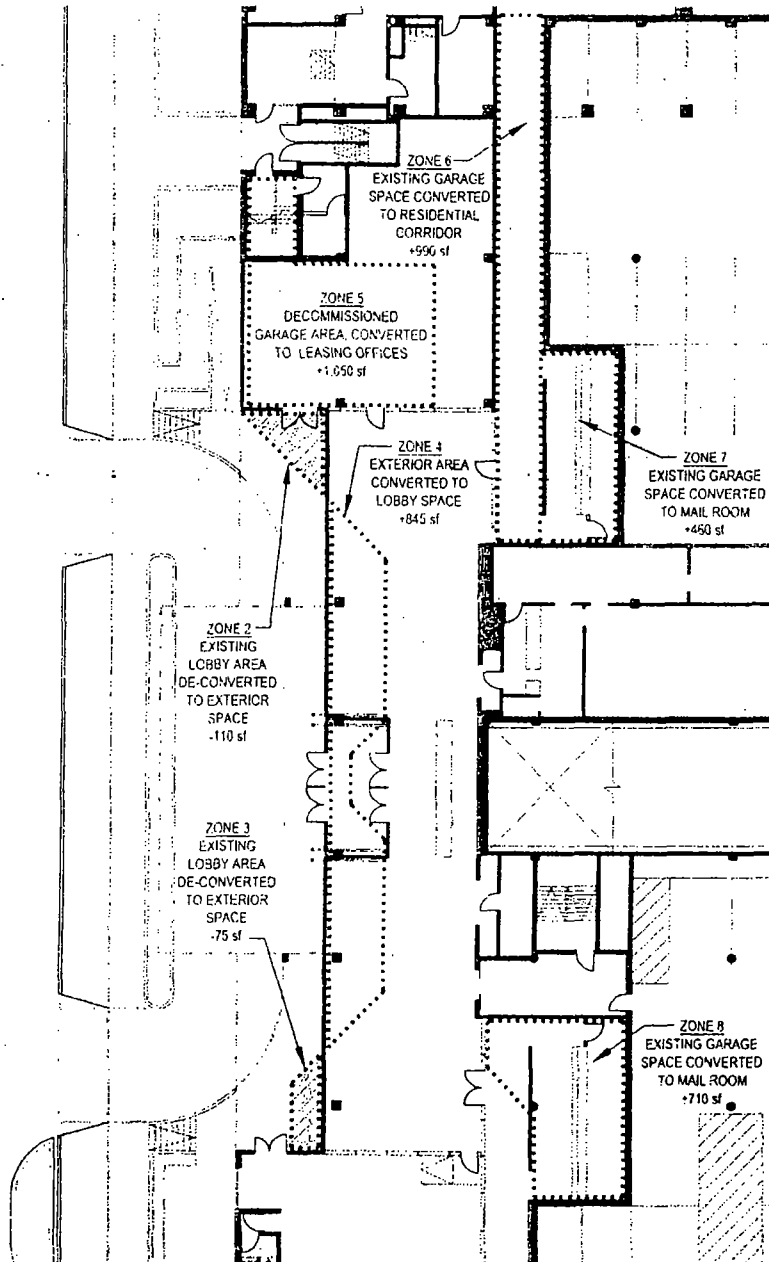 ZONE 6
EXISTING GARAGE
SPACE CONVERTED
TO RESIDENTIAL
CORRIDOR
+990 sf
ZONE 5
DECOMMISSIONED
GARAGE AREA, CONVERTED
TO LEASING OFFICES
+1,050 sf
ZONE 4
EXTERIOR AREA
CONVERTED TO
LOBBY SPACE
+845 sf
ZONE 7
EXISTING GARAGE
SPACE CONVERTED
TO MAIL ROOM
+460 sf
ZONE 2
EXISTING
LOBBY AREA
DE-CONVERTED
TO EXTERIOR
SPACE
-110 sf
ZONE 3
EXISTING
LOBBY AREA
DE-CONVERTED
TO EXTERIOR
SPACE
-75 sf
ZONE 8
EXISTING GARAGE
SPACE CONVERTED
TO MAIL ROOM
+710 sf